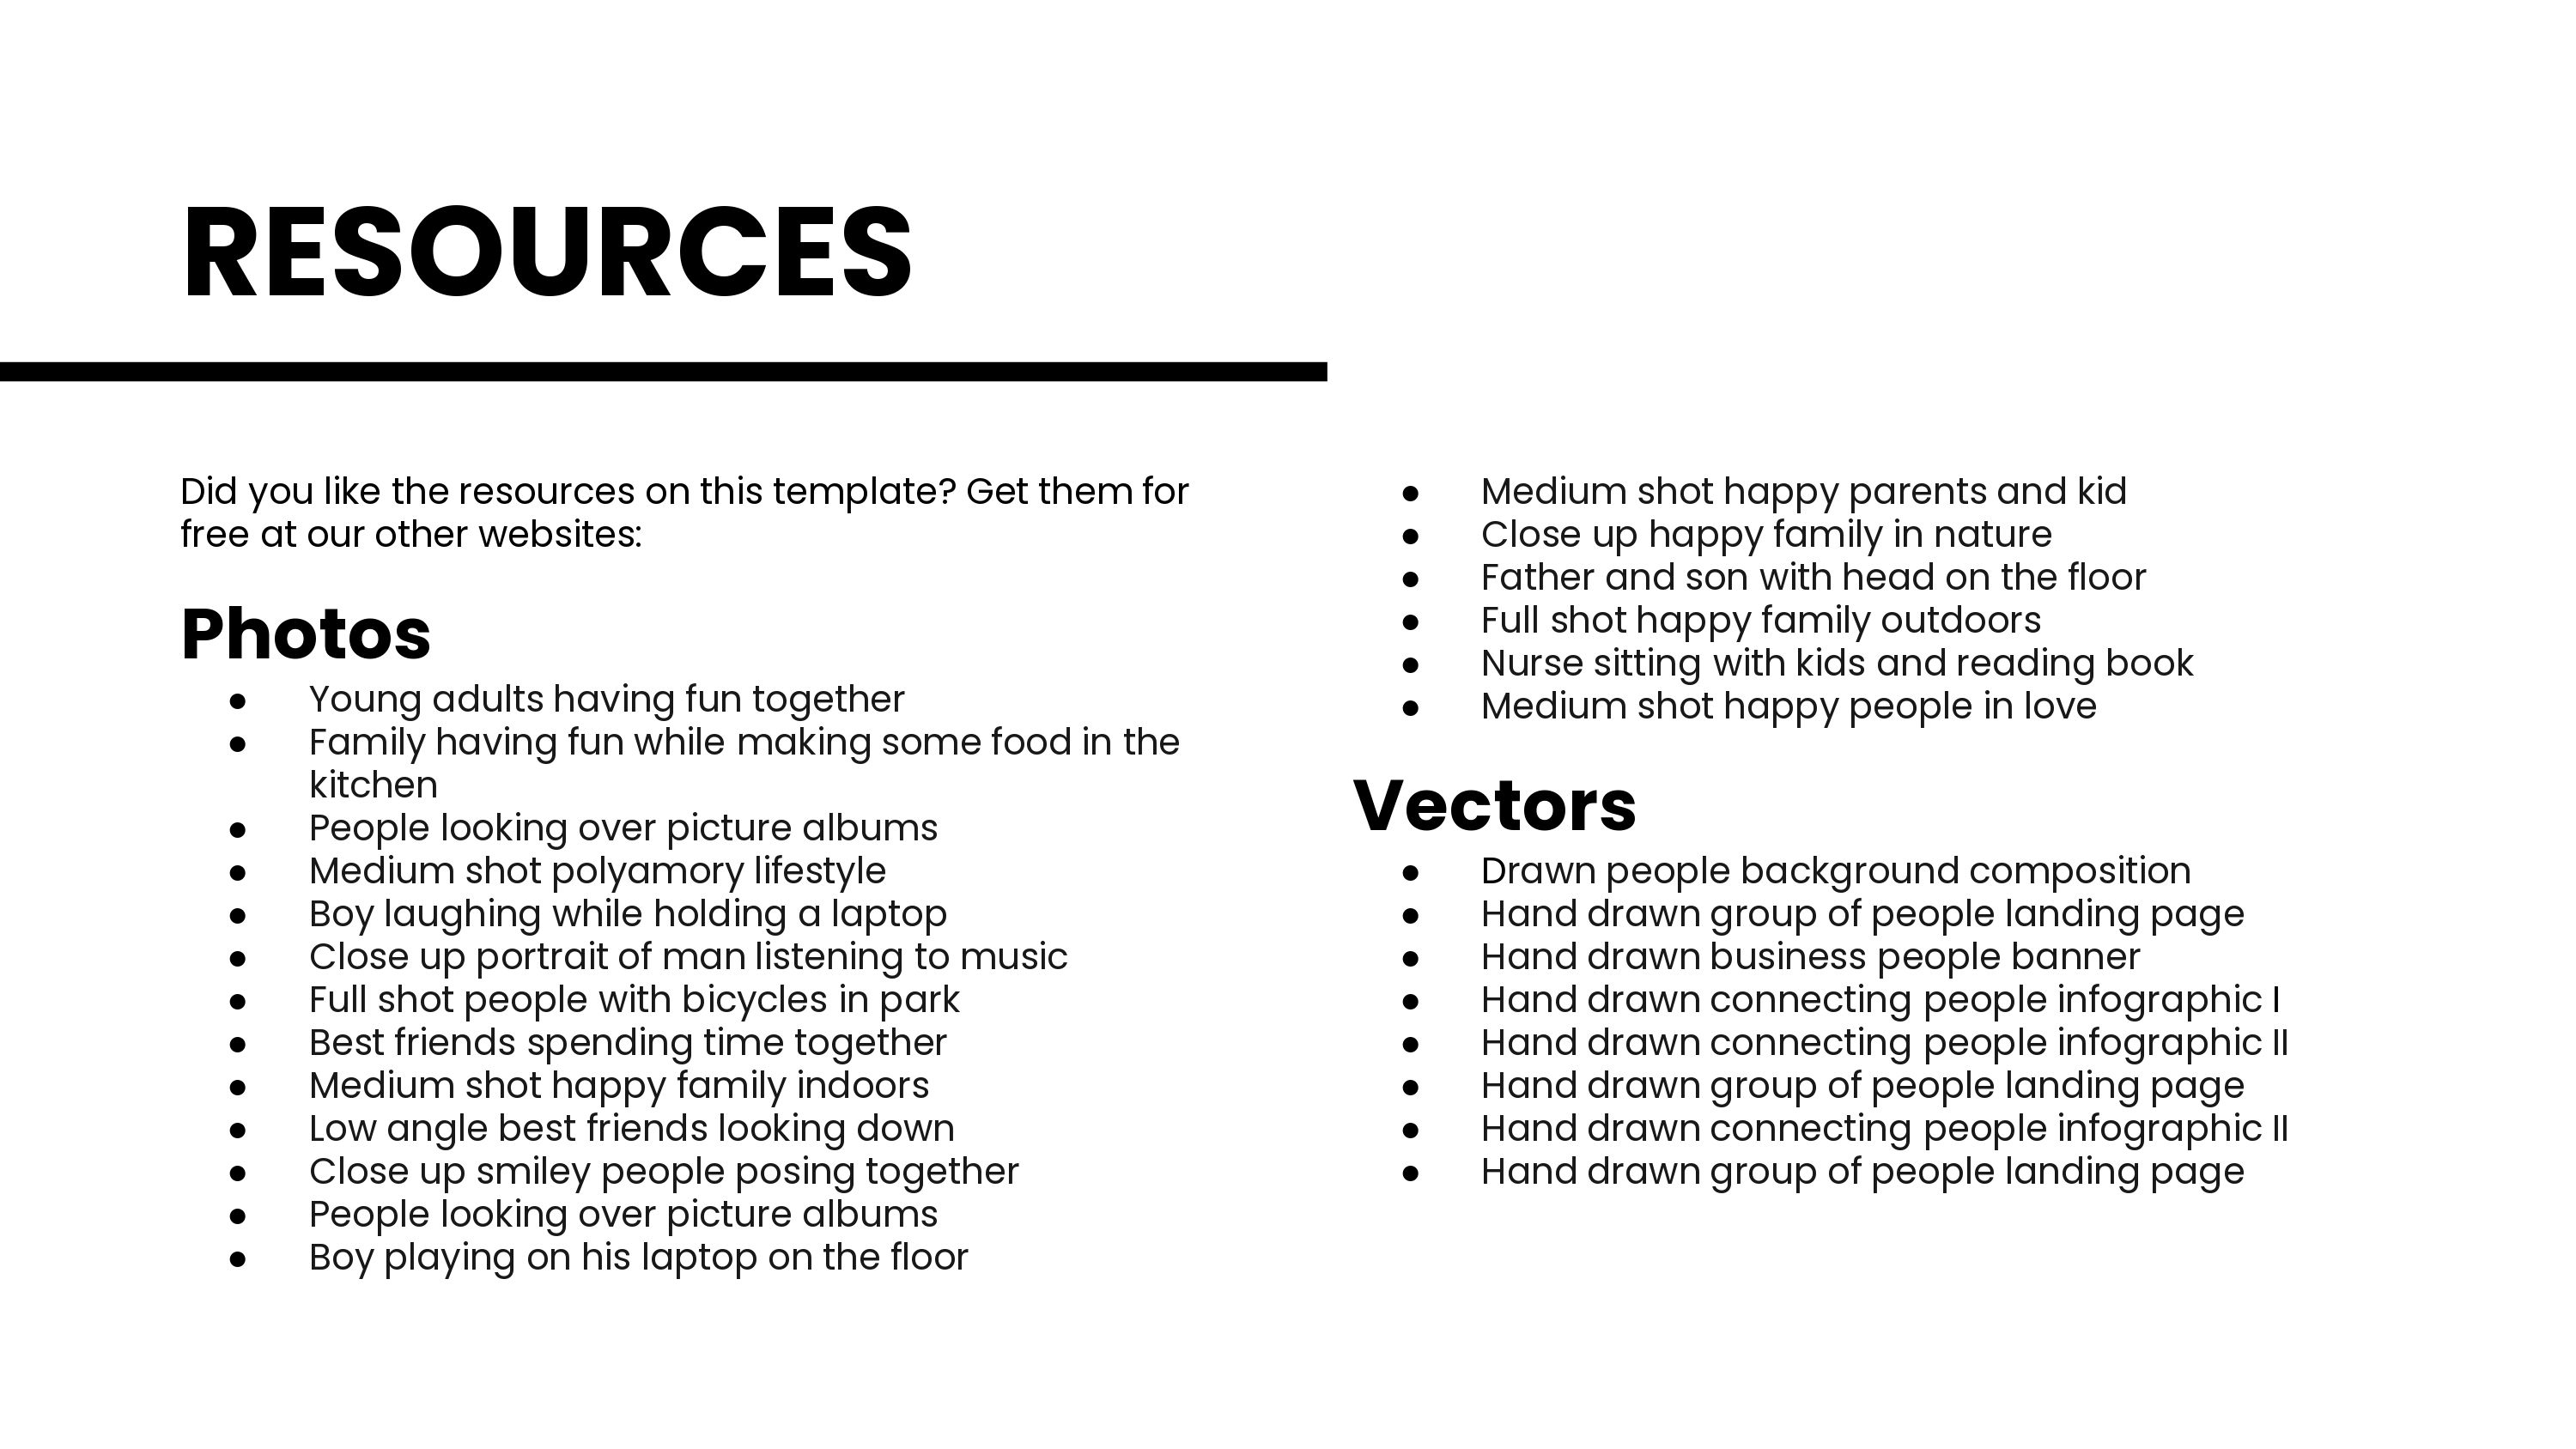 RESOURCES
Did you like the resources on this template? Get them for
free at our other websites:
Photos
● Young adults having fun together
● Family having fun while making some food in the
kitchen
● People looking over picture albums
● Medium shot polyamory lifestyle
● Boy laughing while holding a laptop
● Close up portrait of man listening to music
● Full shot people with bicycles in park
● Best friends spending time together
● Medium shot happy family indoors
● Low angle best friends looking down
● Close up smiley people posing together
● People looking over picture albums
● Boy playing on his laptop on the floor
● Medium shot happy parents and kid
● Close up happy family in nature
● Father and son with head on the floor
● Full shot happy family outdoors
● Nurse sitting with kids and reading book
● Medium shot happy people in love
Vectors
● Drawn people background composition
● Hand drawn group of people landing page
● Hand drawn business people banner
● Hand drawn connecting people infographic I
● Hand drawn connecting people infographic II
● Hand drawn group of people landing page
● Hand drawn connecting people infographic II
● Hand drawn group of people landing page